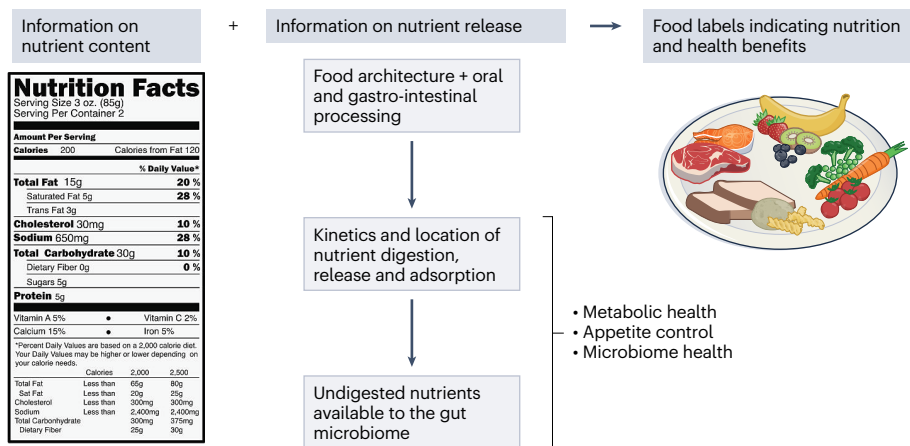 Information on
nutrient content
+
Information on nutrient release
Food labels indicating nutrition
and health benefits
Nutrition Facts
Serving Size 3 oz. (85g)
Serving Per Container 2
Amount Per Serving
Calories 200 Calories from Fat 120
% Daily Value*
Total Fat 15g 20 %
Saturated Fat 5g 28 %
Trans Fat 3g
Cholesterol 30mg 10 %
Sodium 650mg 28 %
Total Carbohydrate 30g 10 %
Dietary Fiber 0g 0 %
Sugars 5g
Protein 5g
Vitamin A 5% • Vitamin C 2%
Calcium 15% • Iron 5%
*Percent Daily Values are based on a 2,000 calorie diet.
Your Daily Values may be higher or lower depending on
your calorie needs.
Calories 2,000 2,500
Total Fat Less than 65g 80g
Sat Fat Less than 20g 25g
Cholesterol Less than 300mg 300mg
Sodium Less than 2,400mg 2,400mg
Total Carbonhydrate 300mg 375mg
Dietary Fiber 25g 30g
Food architecture + oral
and gastro-intestinal
processing
Kinetics and location of
nutrient digestion,
release and adsorption
Undigested nutrients
available to the gut
microbiome
• Metabolic health
• Appetite control
• Microbiome health